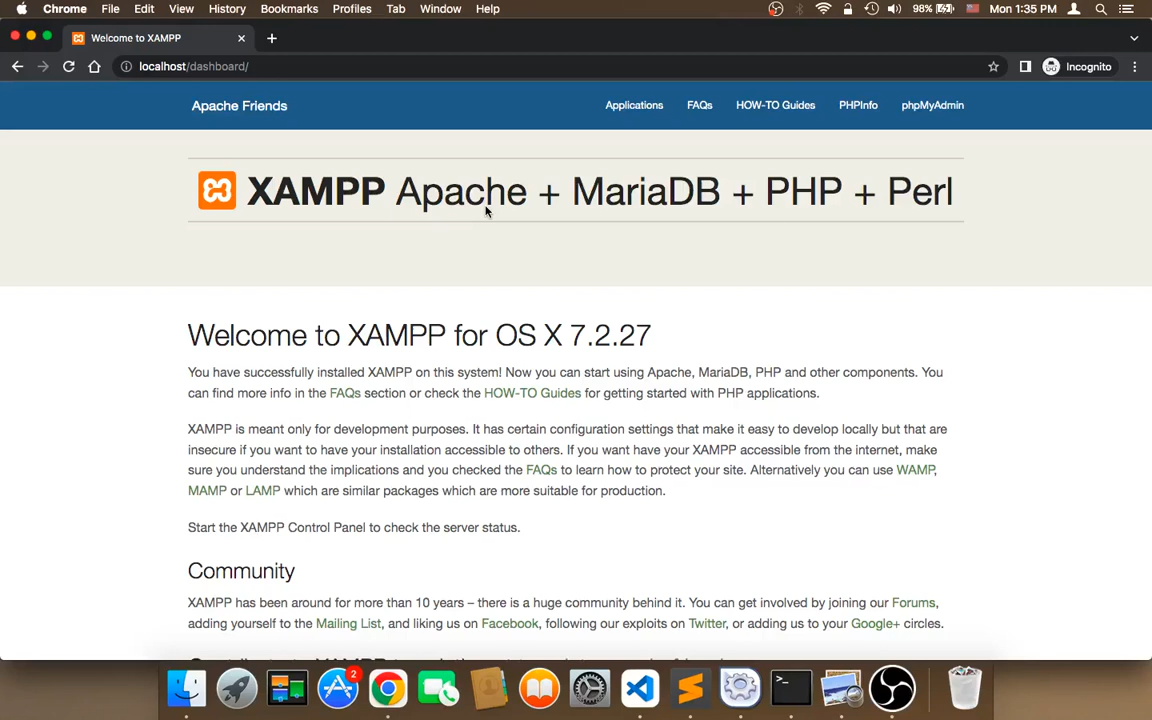 Chrome File Edit View History Bookmarks Profiles Tab Window Help 98% Mon 1:35 PM
Welcome to XAMPP
localhost/dashboard/ Incognito
Apache Friends Applications FAQs HOW-TO Guides PHPInfo phpMyAdmin
XAMPP Apache + MariaDB + PHP + Perl
Welcome to XAMPP for OS X 7.2.27
You have successfully installed XAMPP on this system! Now you can start using Apache, MariaDB, PHP and other components. You
can find more info in the FAQs section or check the HOW-TO Guides for getting started with PHP applications.
XAMPP is meant only for development purposes. It has certain configuration settings that make it easy to develop locally but that are
insecure if you want to have your installation accessible to others. If you want have your XAMPP accessible from the internet, make
sure you understand the implications and you checked the FAQs to learn how to protect your site. Alternatively you can use WAMP,
MAMP or LAMP which are similar packages which are more suitable for production.
Start the XAMPP Control Panel to check the server status.
Community
XAMPP has been around for more than 10 years – there is a huge community behind it. You can get involved by joining our Forums,
adding yourself to the Mailing List, and liking us on Facebook, following our exploits on Twitter, or adding us to your Google+ circles.
2